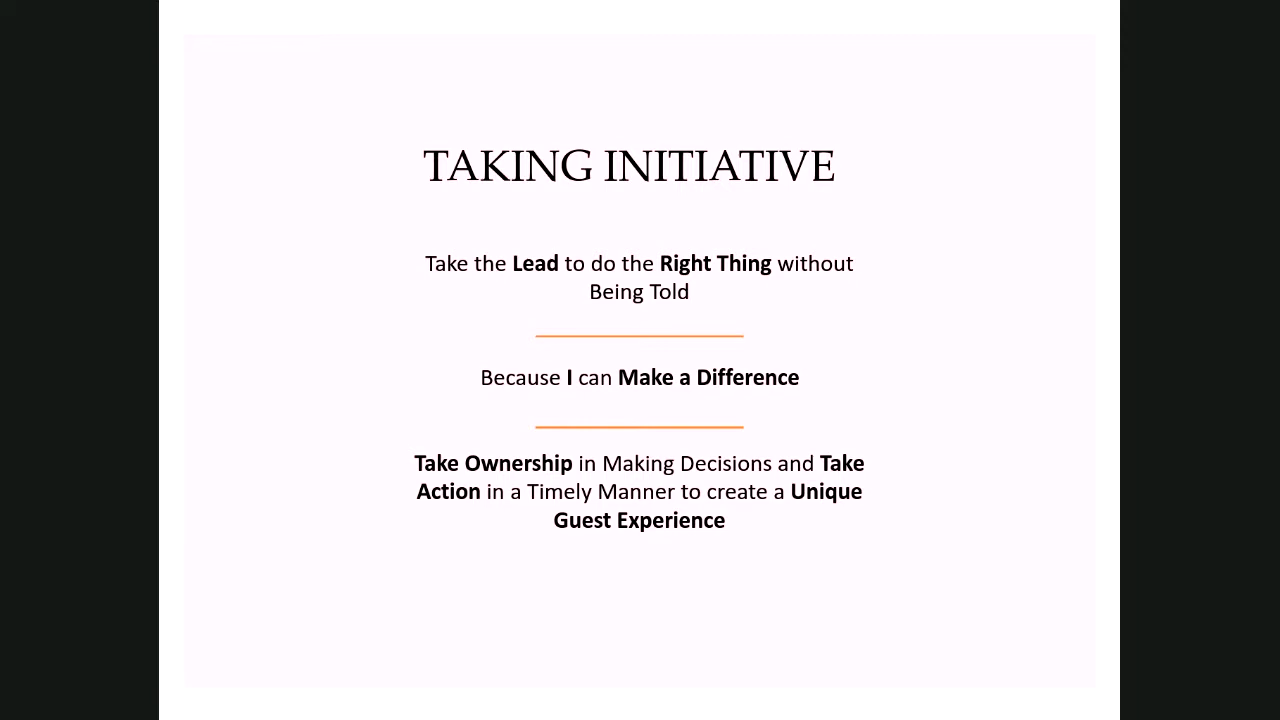 TAKING INITIATIVE
Take the Lead to do the Right Thing without
Being Told
Because I can Make a Difference
Take Ownership in Making Decisions and Take
Action in a Timely Manner to create a Unique
Guest Experience